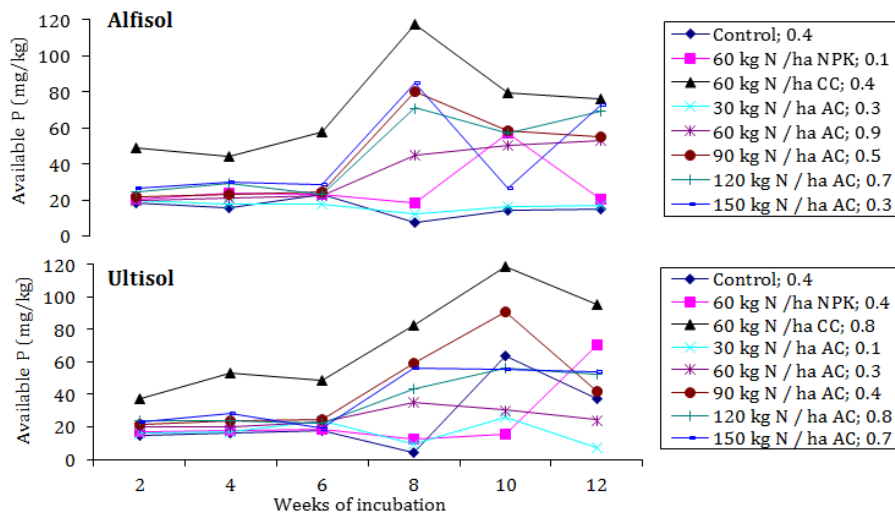 Alfisol
Available P (mg/kg)
120
100
80
60
40
20
0
Control; 0.4
60 kg N /ha NPK; 0.1
60 kg N /ha CC; 0.4
30 kg N / ha AC; 0.3
60 kg N / ha AC; 0.9
90 kg N / ha AC; 0.5
120 kg N / ha AC; 0.7
150 kg N / ha AC; 0.3
Ultisol
Available P (mg/kg)
120
100
80
60
40
20
0
2 4 6 8 10 12
Weeks of incubation
Control; 0.4
60 kg N /ha NPK; 0.4
60 kg N /ha CC; 0.8
30 kg N / ha AC; 0.1
60 kg N / ha AC; 0.3
90 kg N / ha AC; 0.4
120 kg N / ha AC; 0.8
150 kg N / ha AC; 0.7